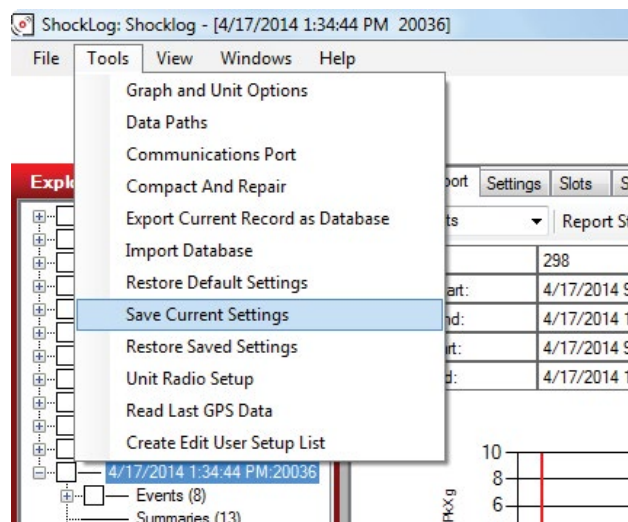 ShockLog: Shocklog - [4/17/2014 1:34:44 PM 20036]
File Tools View Windows Help
Graph and Unit Options
Data Paths
Communications Port
Compact And Repair
Export Current Record as Database
Import Database
Restore Default Settings
Save Current Settings
Restore Saved Settings
Unit Radio Setup
Read Last GPS Data
Create Edit User Setup List
Settings Slots
Report
298
4/17/2014
4/17/2014
4/17/2014
4/17/2014
4/17/2014 1:34:44 PM:20036
Events (8)
Summaries (13)
10
8
6
PkX g